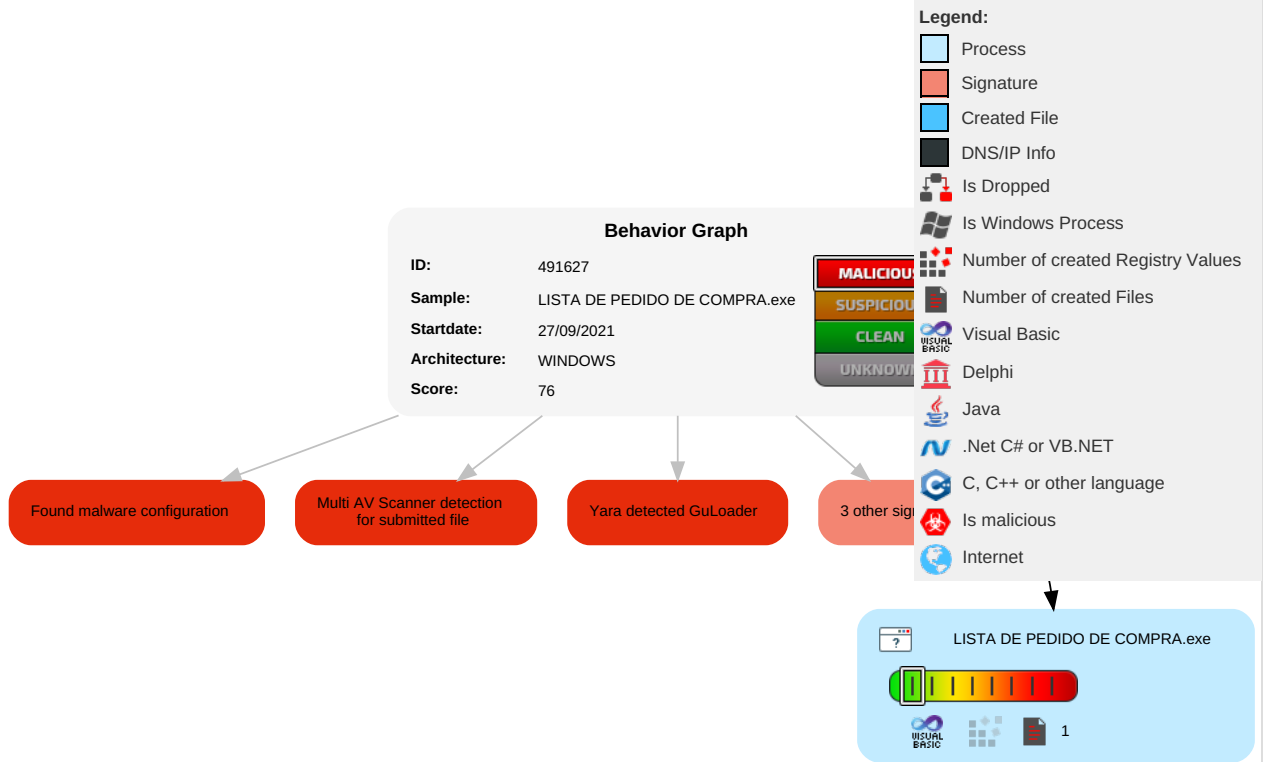 Legend:
Process
Signature
Created File
DNS/IP Info
Is Dropped
Is Windows Process
Number of created Registry Values
Number of created Files
VISUAL BASIC
Visual Basic
Delphi
Java
.Net C# or VB.NET
C, C++ or other language
Is malicious
Internet
Behavior Graph
ID: 491627
Sample: LISTA DE PEDIDO DE COMPRA.exe
Startdate: 27/09/2021
Architecture: WINDOWS
Score: 76
MALICIOU
SUSPICIOU
CLEAN
UNKNOWN
Found malware configuration
Multi AV Scanner detection
for submitted file
Yara detected GuLoader
3 other sig
?
LISTA DE PEDIDO DE COMPRA.exe
VISUAL
BASIC
1